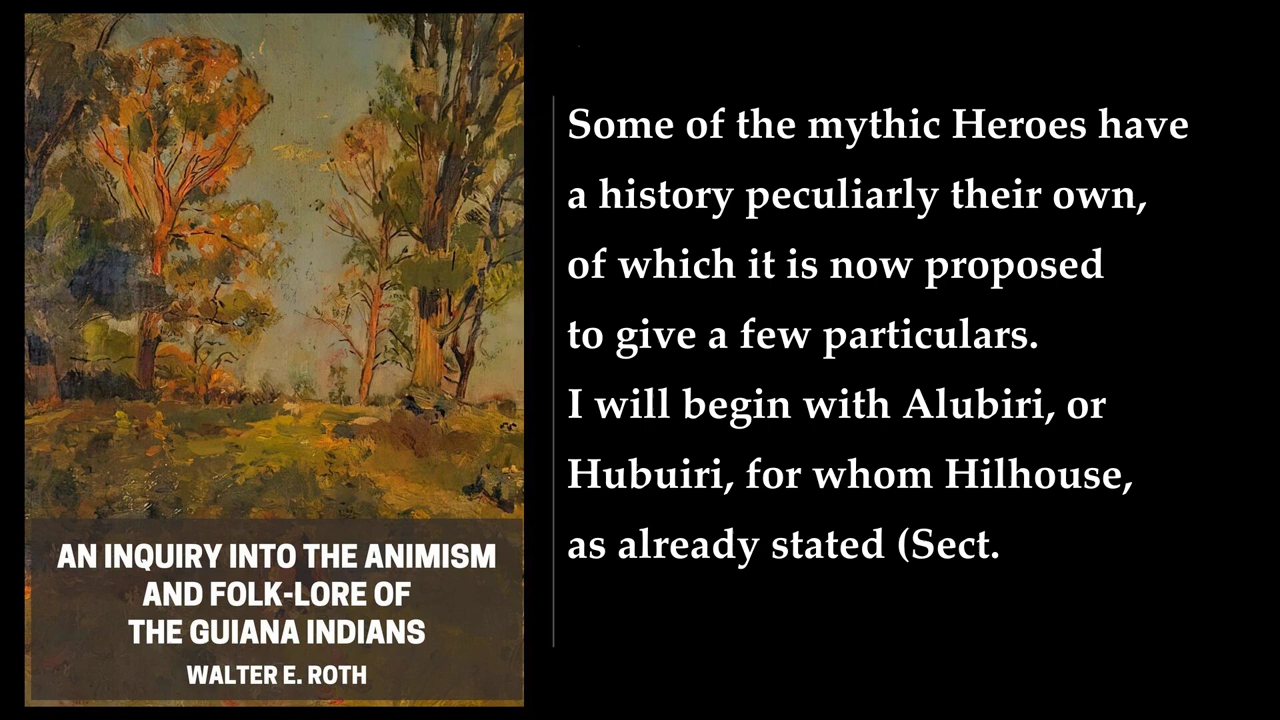 Some of the mythic Heroes have
a history peculiarly their own,
of which it is now proposed
to give a few particulars.
I will begin with Alubiri, or
Hubuiri, for whom Hilhouse,
as already stated (Sect.
AN INQUIRY INTO THE ANIMISM
AND FOLK-LORE OF
THE GUIANA INDIANS
WALTER E. ROTH